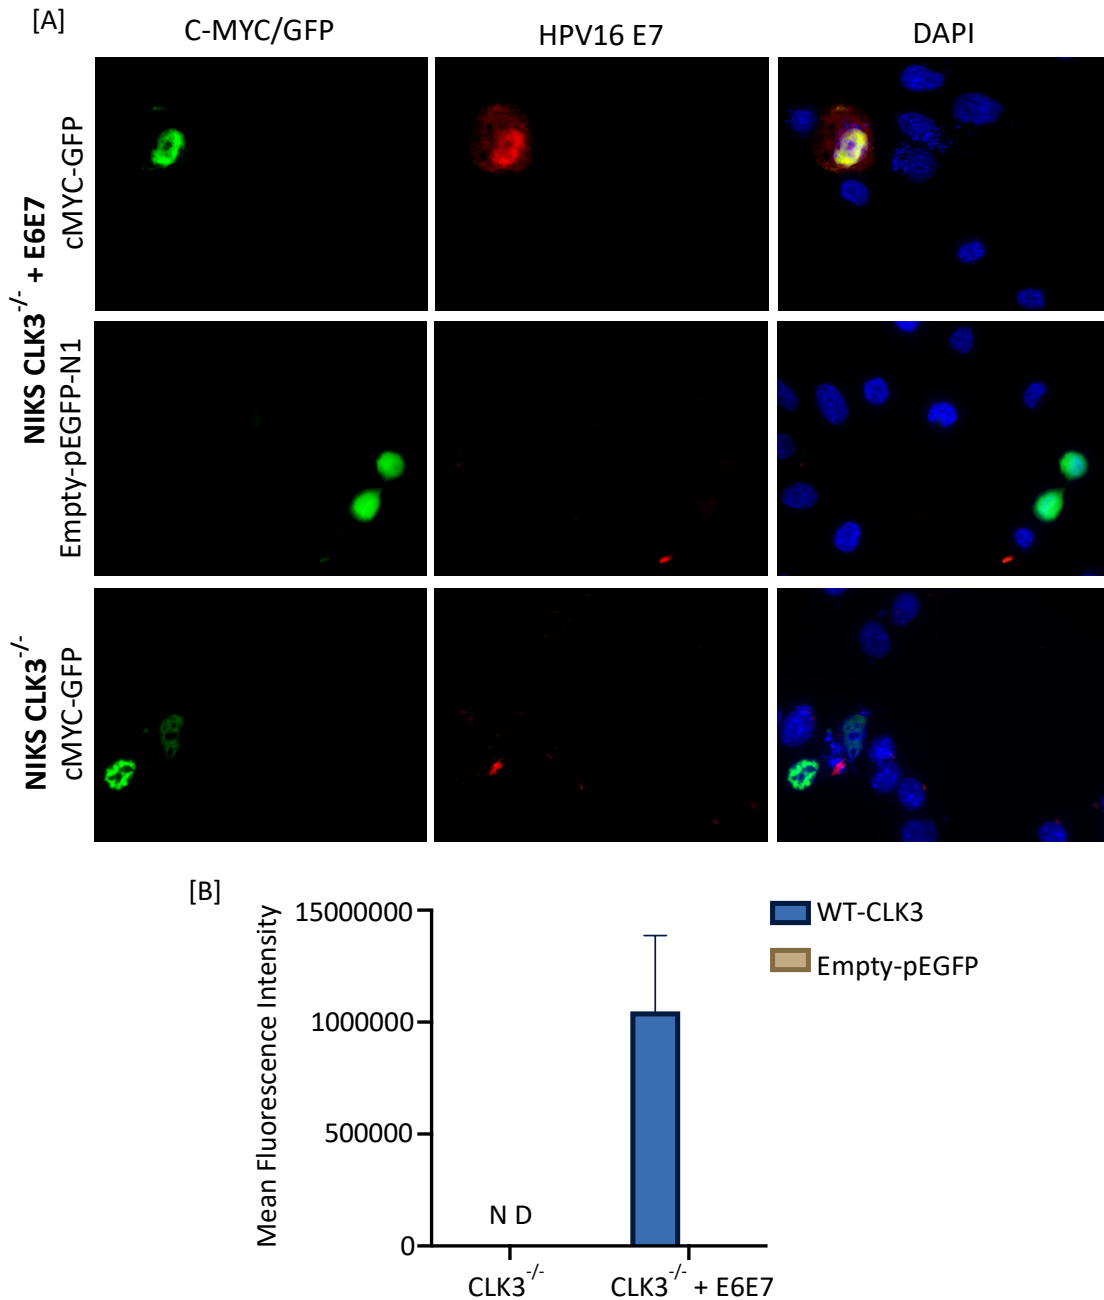 [A]
C-MYC/GFP
HPV16 E7
DAPI
NIKS CLK3-/- + E6E7
cMYC-GFP
Empty-pEGFP-N1
NIKS CLK3-/-
cMYC-GFP
[B]
Mean Fluorescence Intensity
15000000
1000000
500000
0
N D
CLK3-/-
CLK3-/- + E6E7
WT-CLK3
Empty-pEGFP